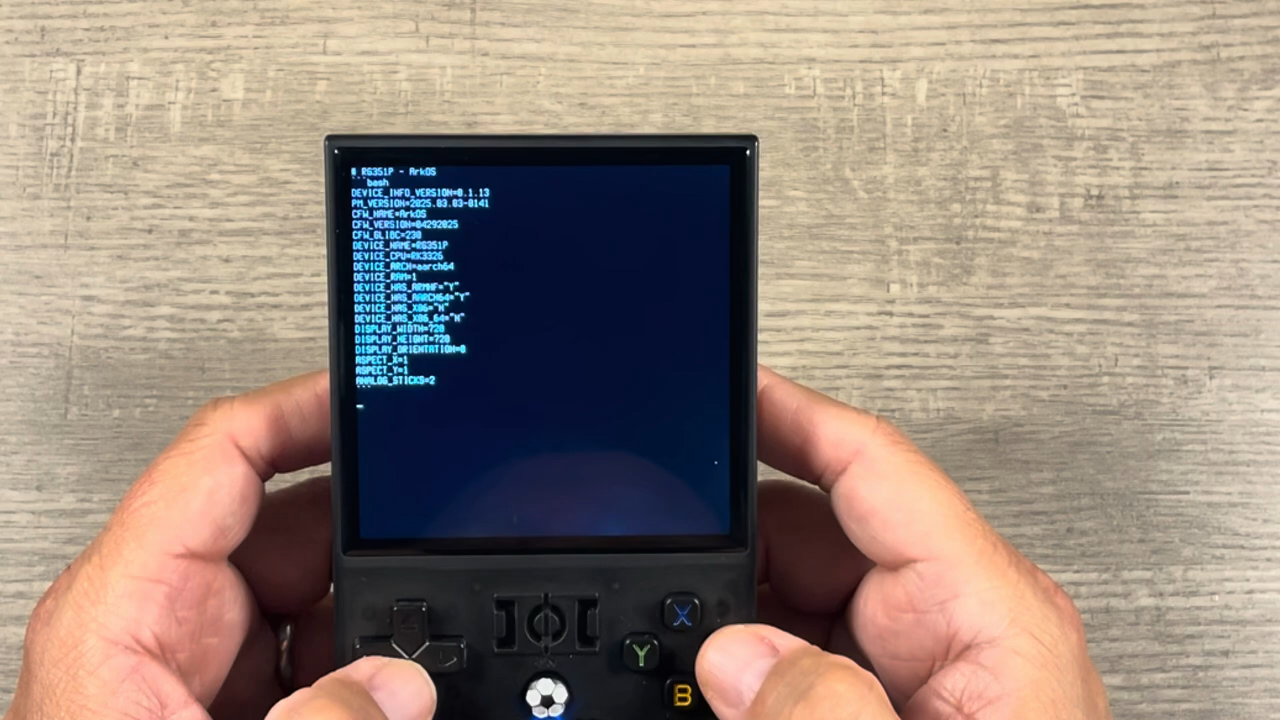 # RG351P - ArkOS
```bash
DEVICE_INFO_VERSION=0.1.13
PM_VERSION=2025.03.03-0141
CFW_NAME=ArkOS
CFW_VERSION=04292025
CFW_GLIBC=230
DEVICE_NAME=RG351P
DEVICE_CPU=RK3326
DEVICE_ARCH=aarch64
DEVICE_RAM=1
DEVICE_HAS_ARMHF="Y"
DEVICE_HAS_AARCH64="Y"
DEVICE_HAS_X86="N"
DEVICE_HAS_X86_64="N"
DISPLAY_WIDTH=720
DISPLAY_HEIGHT=720
DISPLAY_ORIENTATION=0
ASPECT_X=1
ASPECT_Y=1
ANALOG_STICKS=2
```
X
Y
B